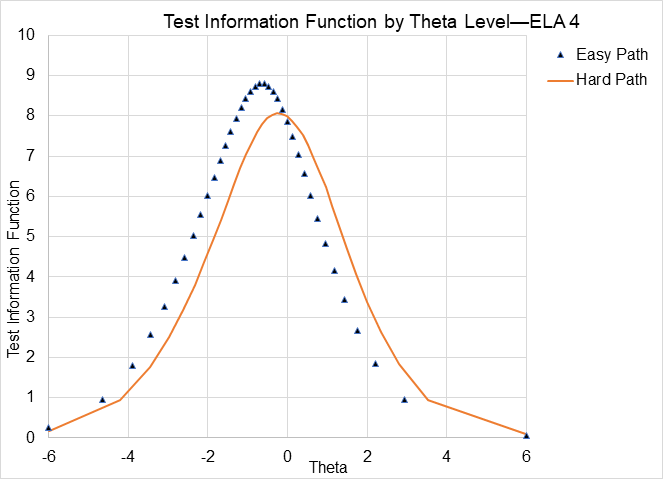 Test Information Function by Theta Level—ELA 4
10
9
8
7
6
5
4
3
2
1
0
Test Information Function
-6 -4 -2 0 2 4 6
Theta
Easy Path
Hard Path